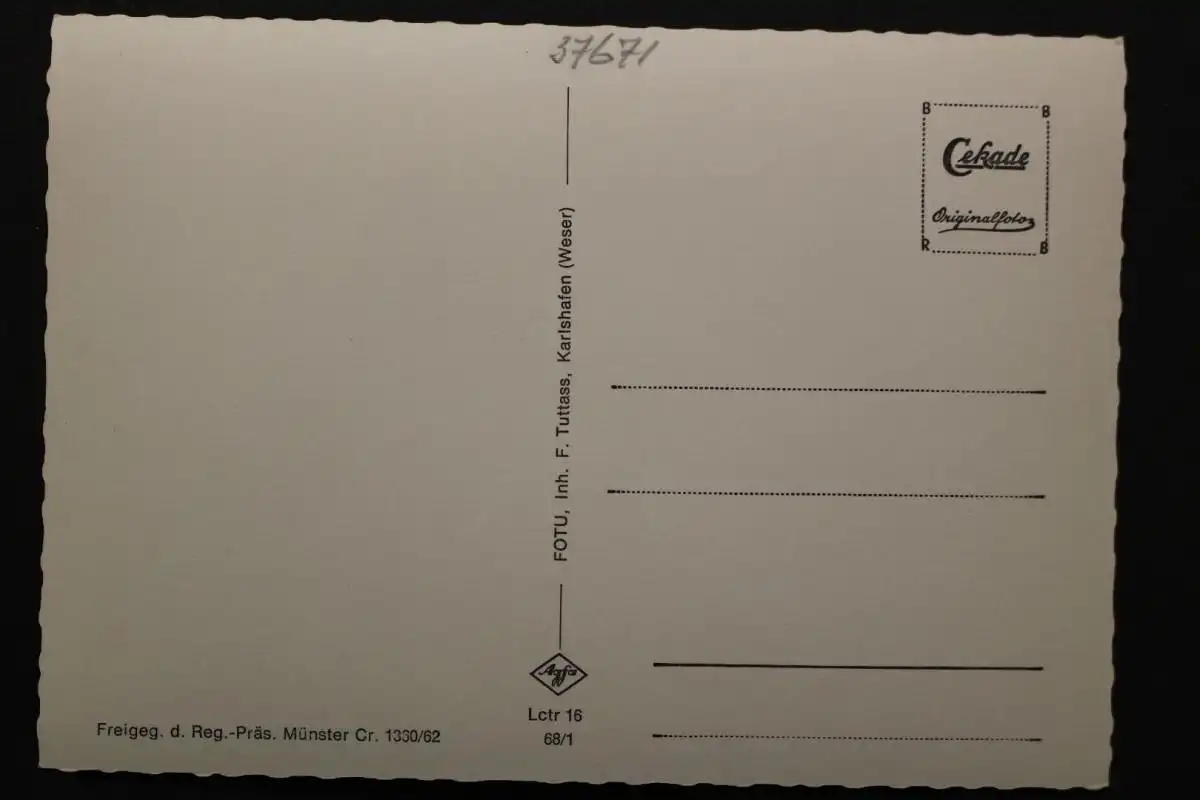 37671
B B
Cekade
Originalfoto
R B
FOTU, Inh. F. Tuttass, Karlshafen (Weser)
Agfa
Lctr 16
68/1
Freigeg. d. Reg.-Präs. Münster Cr. 1330/62